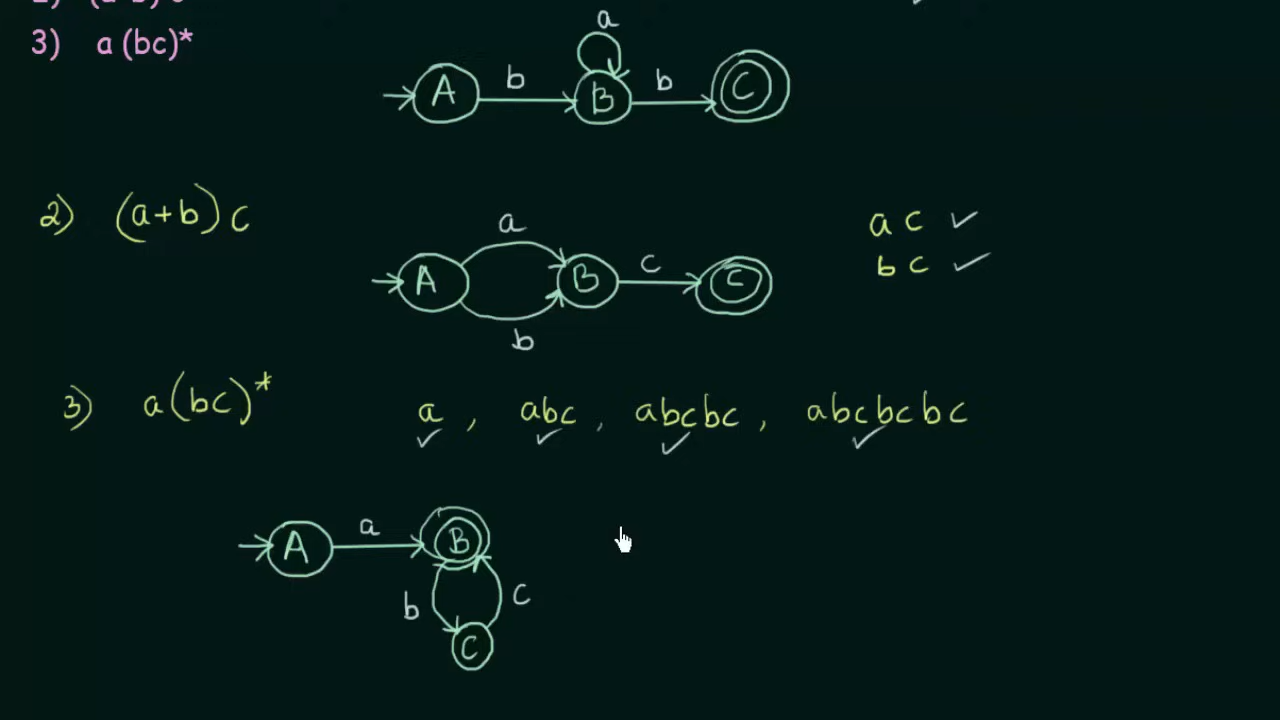 3) a (bc)*
a
A b B b C
2) (a+b) c
a
a c ✓
b c ✓
A B c C
b
3) a(bc)*
a , abc , abcbc , abcbcbc
✓ ✓ ✓ ✓
A a B
b c
C